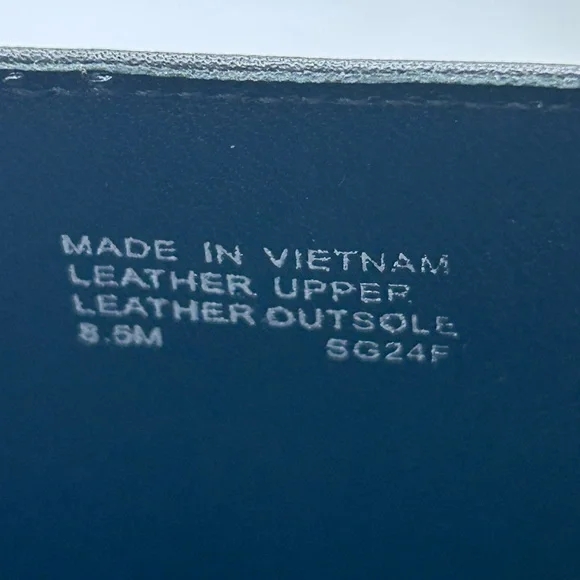 MADE IN VIETNAM
LEATHER UPPER
LEATHER OUTSOLE
8.5M SG24F